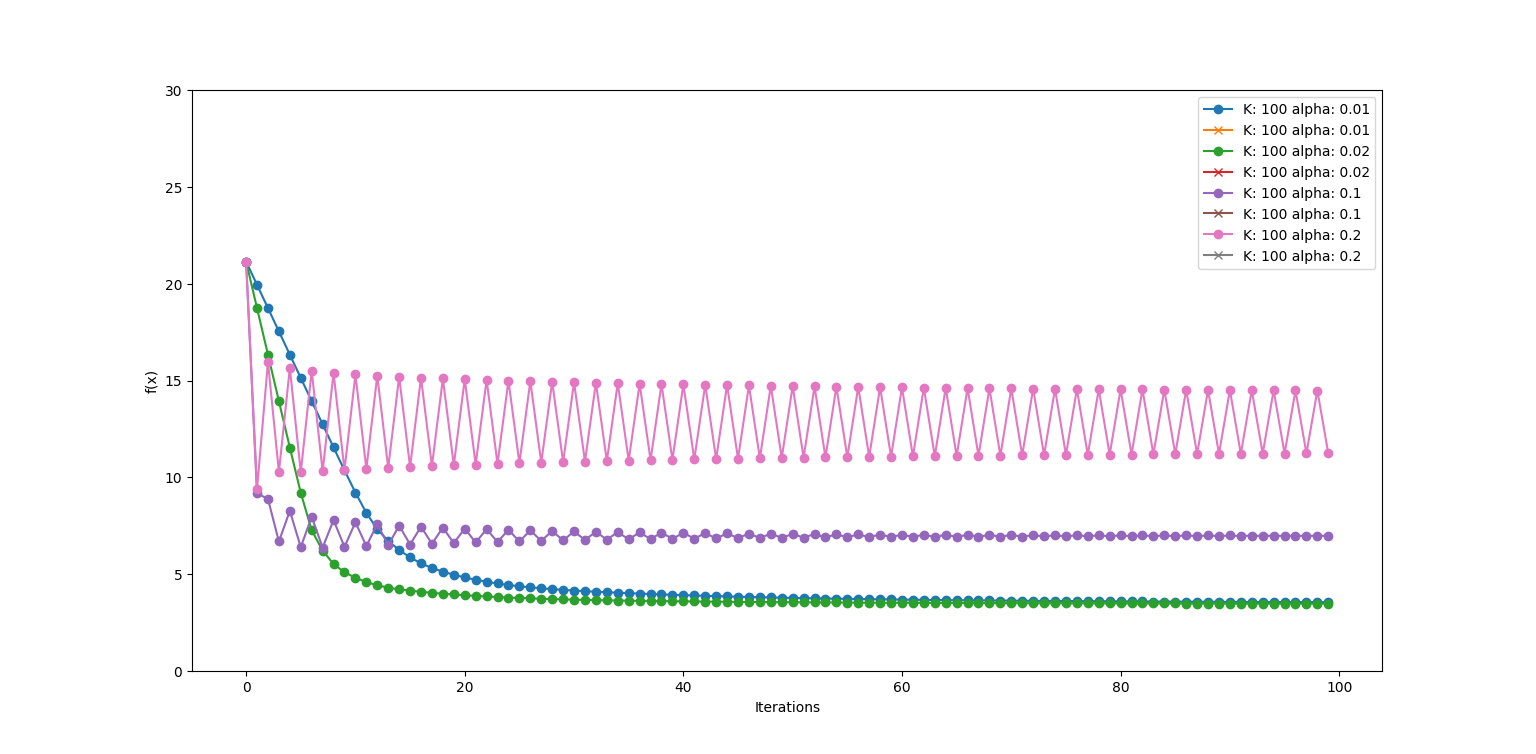 30
25
20
15
10
5
0
f(x)
0 20 40 60 80 100
Iterations
K: 100 alpha: 0.01
K: 100 alpha: 0.01
K: 100 alpha: 0.02
K: 100 alpha: 0.02
K: 100 alpha: 0.1
K: 100 alpha: 0.1
K: 100 alpha: 0.2
K: 100 alpha: 0.2